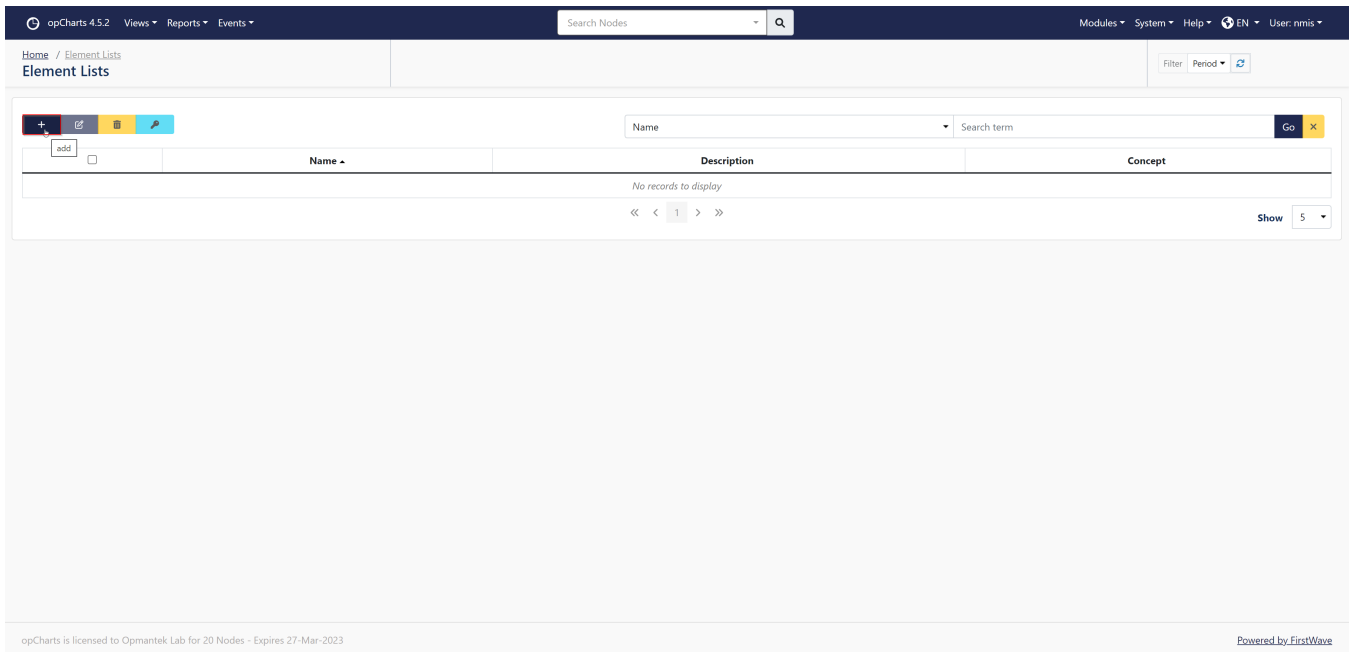 opCharts 4.5.2 Views Reports Events Search Nodes Modules System Help EN User: nmis
Home / Element Lists
Element Lists
Filter Period
Name Search term Go
add
Name Description Concept
No records to display
« < 1 > »
Show 5
opCharts is licensed to Opmantek Lab for 20 Nodes - Expires 27-Mar-2023 Powered by FirstWave